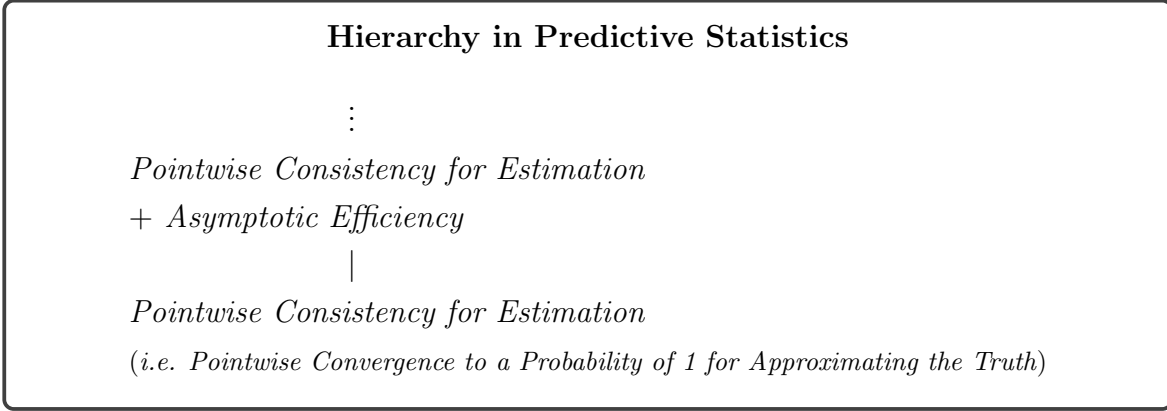 Hierarchy in Predictive Statistics
⋮
Pointwise Consistency for Estimation
+ Asymptotic Efficiency
|
Pointwise Consistency for Estimation
(i.e. Pointwise Convergence to a Probability of 1 for Approximating the Truth)